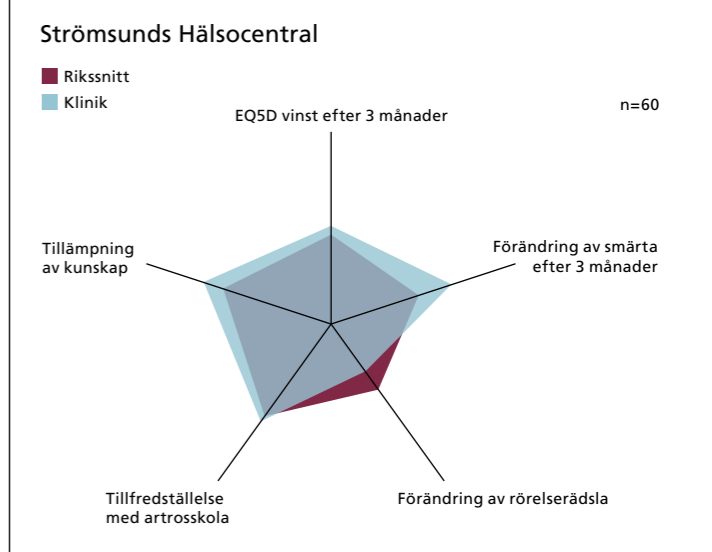 Strömsunds Hälsocentral
Rikssnitt
Klinik
n=60
EQ5D vinst efter 3 månader
Tillämpning
av kunskap
Förändring av smärta
efter 3 månader
Tillfredställelse
med artrosskola
Förändring av rörelserädsla